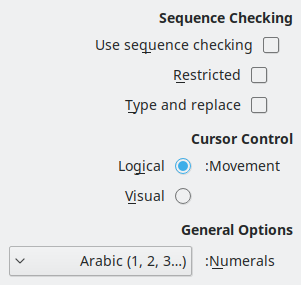 Sequence Checking
Use sequence checking
Restricted
Type and replace
Cursor Control
Movement:
Logical
Visual
General Options
Numerals:
Arabic (1, 2, 3...)